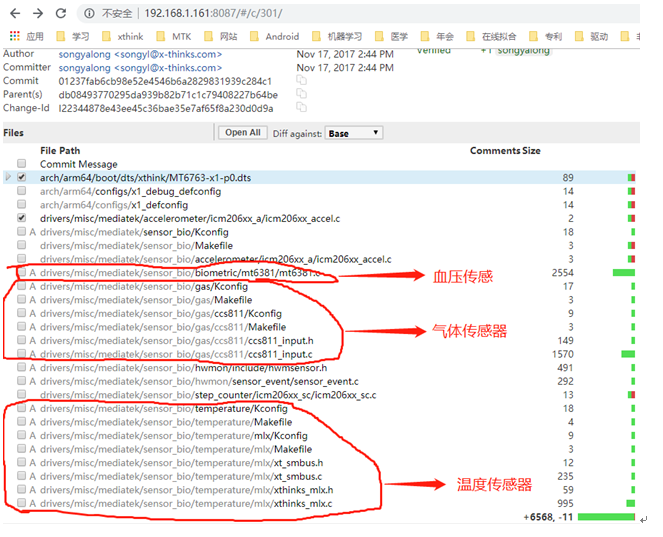 不安全 | 192.168.1.161:8087/#/c/301/
应用 学习 xthink MTK 网站 Android 机器学习 医学 年会 在线拟合 专利 驱动
Author songyalong <songyl@x-thinks.com> Nov 17, 2017 2:44 PM Verified +1 songyalong
Committer songyalong <songyl@x-thinks.com> Nov 17, 2017 2:44 PM
Commit 01237fab6cb98e52e4546b6a2829831939c284c1
Parent(s) db08493770295da939b82b71c1c79408227b64be
Change-Id I22344878e43ee45c36bae35e7af65f8a230d0d9a
Files Open All Diff against: Base
File Path Comments Size
Commit Message
arch/arm64/boot/dts/xthink/MT6763-x1-p0.dts 89
arch/arm64/configs/x1_debug_defconfig 14
arch/arm64/configs/x1_defconfig 14
drivers/misc/mediatek/accelerometer/icm206xx_a/icm206xx_accel.c 2
A drivers/misc/mediatek/sensor_bio/Kconfig 18
drivers/misc/mediatek/sensor_bio/Makefile 3
drivers/misc/mediatek/sensor_bio/accelerometer/icm206xx_a/icm206xx_accel.c 3
A drivers/misc/mediatek/sensor_bio/biometric/mt6381/mt6381.c 2554
血压传感
A drivers/misc/mediatek/sensor_bio/gas/Kconfig 17
A drivers/misc/mediatek/sensor_bio/gas/Makefile 3
A drivers/misc/mediatek/sensor_bio/gas/ccs811/Kconfig 9
A drivers/misc/mediatek/sensor_bio/gas/ccs811/Makefile 3
气体传感器
A drivers/misc/mediatek/sensor_bio/gas/ccs811/ccs811_input.h 149
A drivers/misc/mediatek/sensor_bio/gas/ccs811/ccs811_input.c 1570
drivers/misc/mediatek/sensor_bio/hwmon/include/hwmsensor.h 491
A drivers/misc/mediatek/sensor_bio/hwmon/sensor_event/sensor_event.c 292
drivers/misc/mediatek/sensor_bio/step_counter/icm206xx_sc/icm206xx_sc.c 13
A drivers/misc/mediatek/sensor_bio/temperature/Kconfig 18
A drivers/misc/mediatek/sensor_bio/temperature/Makefile 4
A drivers/misc/mediatek/sensor_bio/temperature/mlx/Kconfig 9
A drivers/misc/mediatek/sensor_bio/temperature/mlx/Makefile 3
A drivers/misc/mediatek/sensor_bio/temperature/mlx/xt_smbus.h 12
A drivers/misc/mediatek/sensor_bio/temperature/mlx/xt_smbus.c 235
温度传感器
A drivers/misc/mediatek/sensor_bio/temperature/mlx/xthinks_mlx.h 59
A drivers/misc/mediatek/sensor_bio/temperature/mlx/xthinks_mlx.c 995
+6568, -11